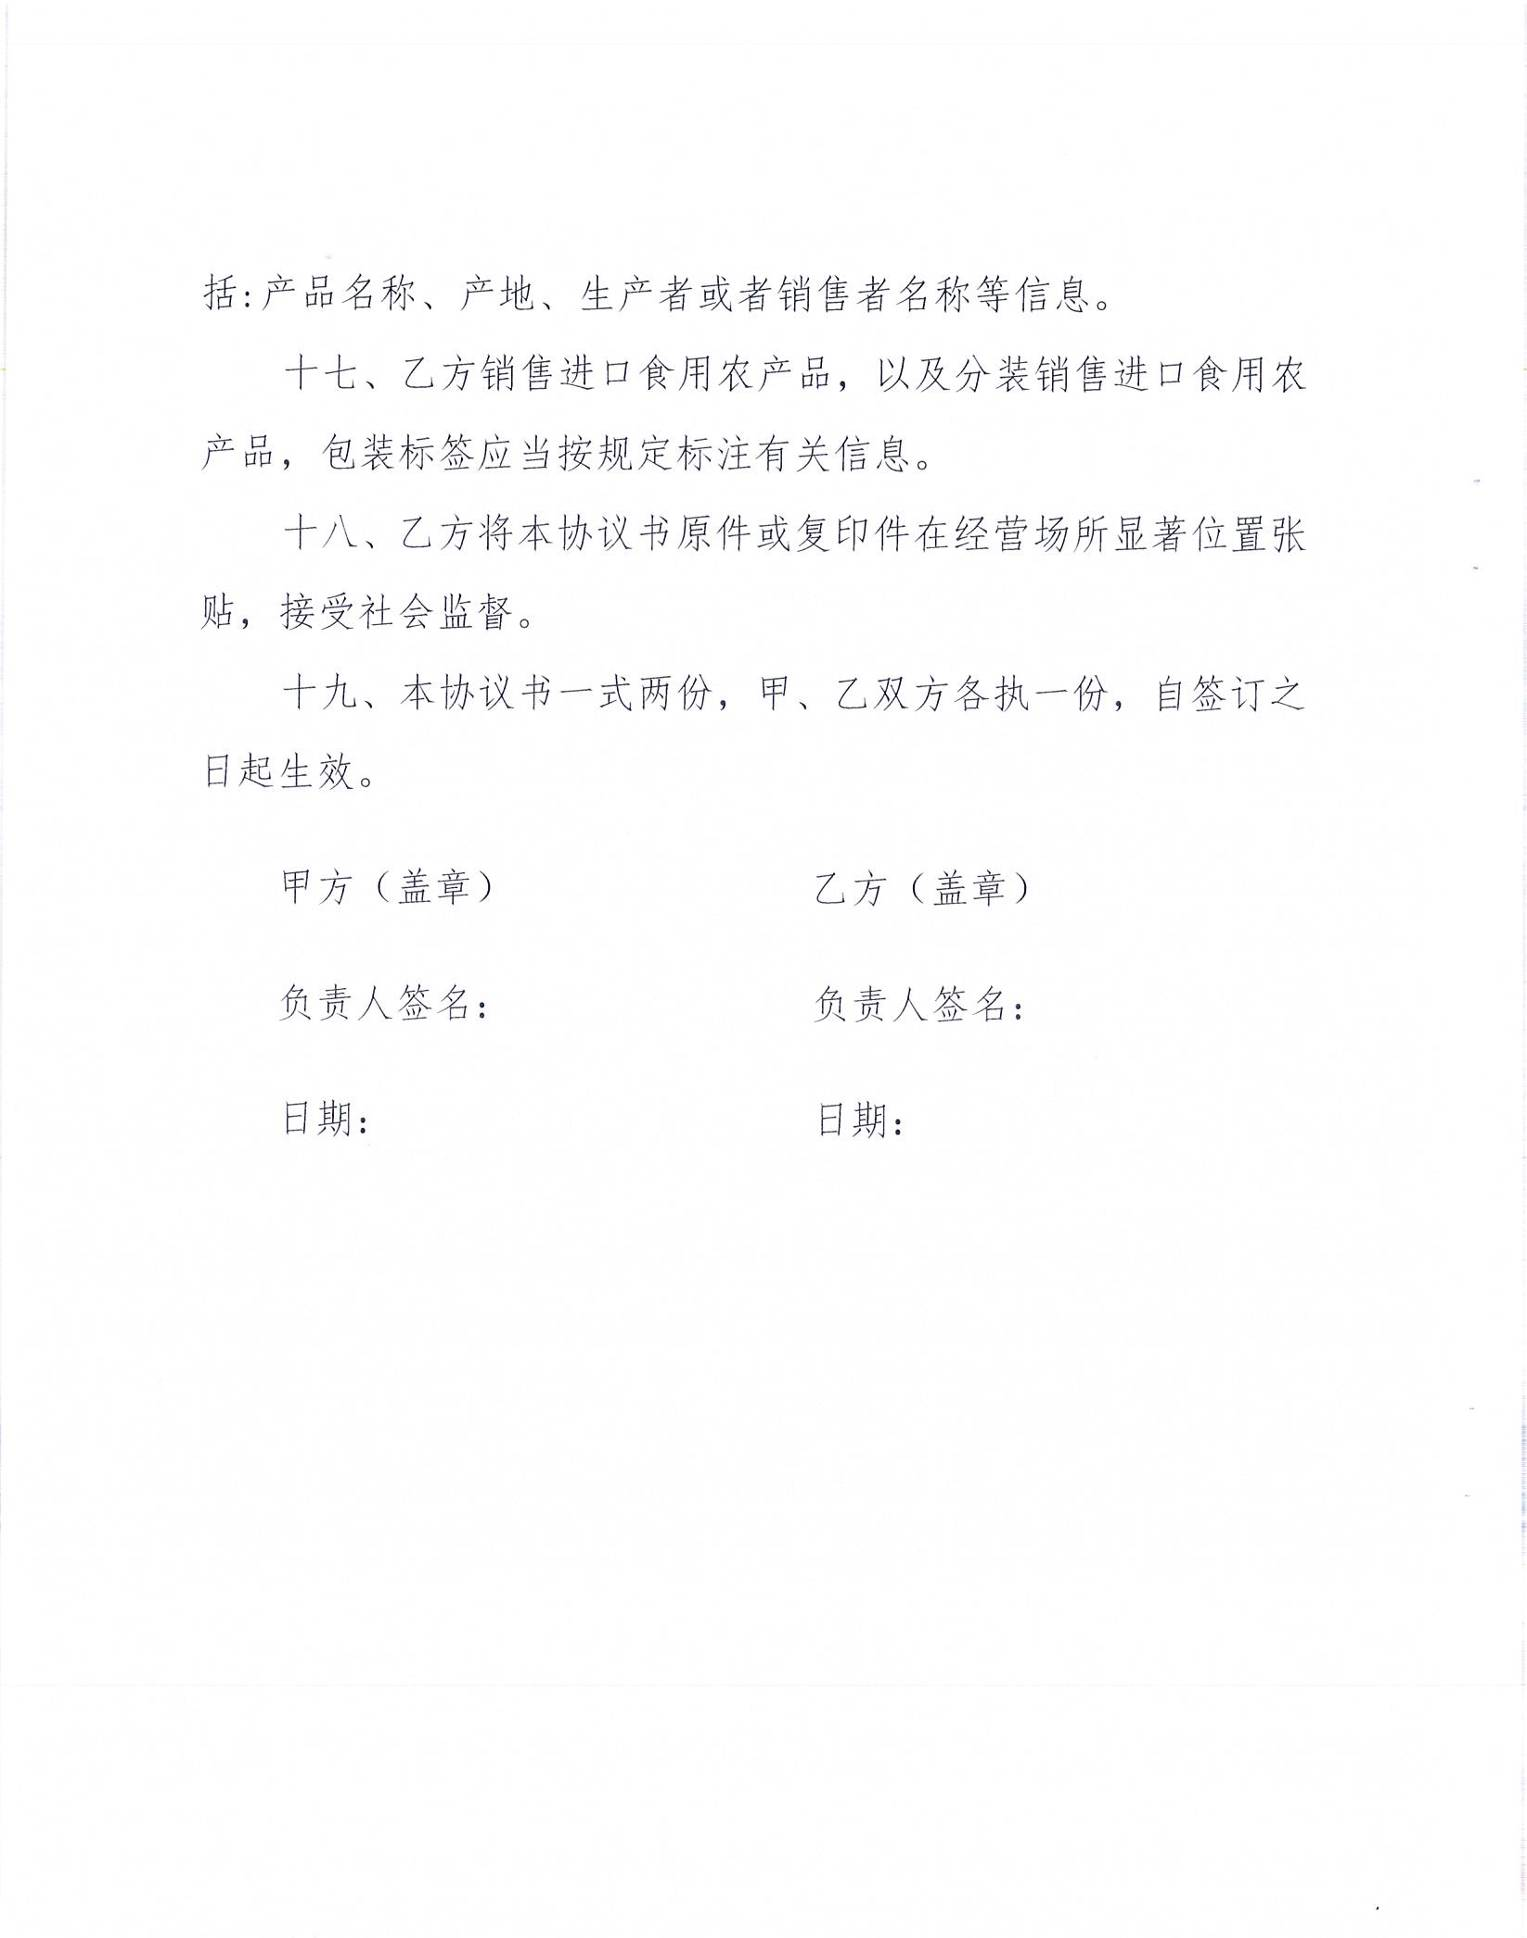 括:产品名称、产地、生产者或者销售者名称等信息。
十七、乙方销售进口食用农产品，以及分装销售进口食用农
产品，包装标签应当按规定标注有关信息。
十八、乙方将本协议书原件或复印件在经营场所显著位置张
贴，接受社会监督。
十九、本协议书一式两份，甲、乙双方各执一份，自签订之
日起生效。
甲方（盖章） 乙方（盖章）
负责人签名: 负责人签名:
日期: 日期: